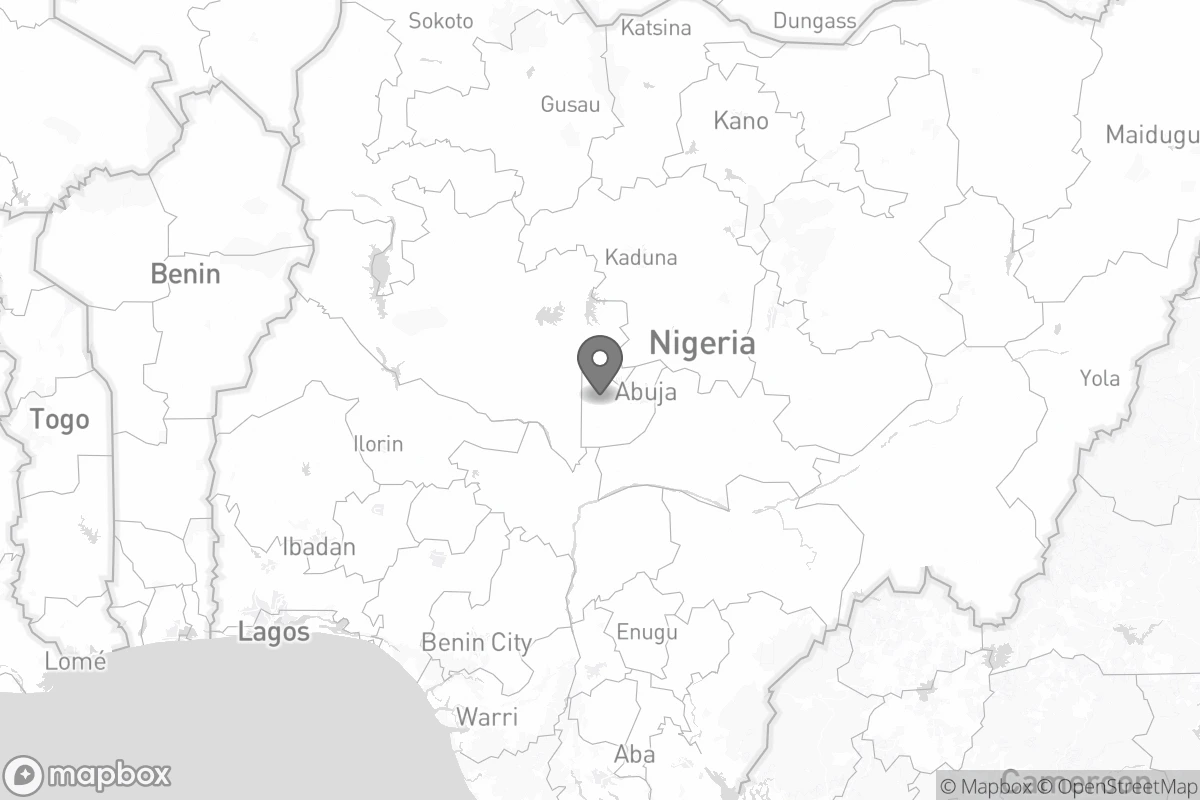 Sokoto
Katsina
Dungass
Gusau
Kano
Maidugu
Kaduna
Benin
Nigeria
Abuja
Yola
Togo
Ilorin
Ibadan
Lagos
Enugu
Benin City
Lomé
Warri
Aba
Cameroon
mapbox
© Mapbox © OpenStreetMap